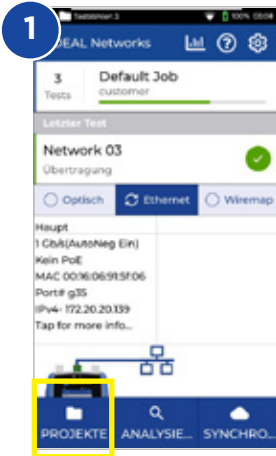 1
100% 09:08
IDEAL Networks
3
Tests
Default Job
customer
Letzter Test
Network 03
Übertragung
Optisch
Ethernet
Wiremap
Haupt
1 Gb/s(AutoNeg Ein)
Kein PoE
MAC 00:16:06:91:5F:06
Port# g35
IPv4- 172.20.20.139
Tap for more info...
PROJEKTE
ANALYSIE...
SYNCHRO...